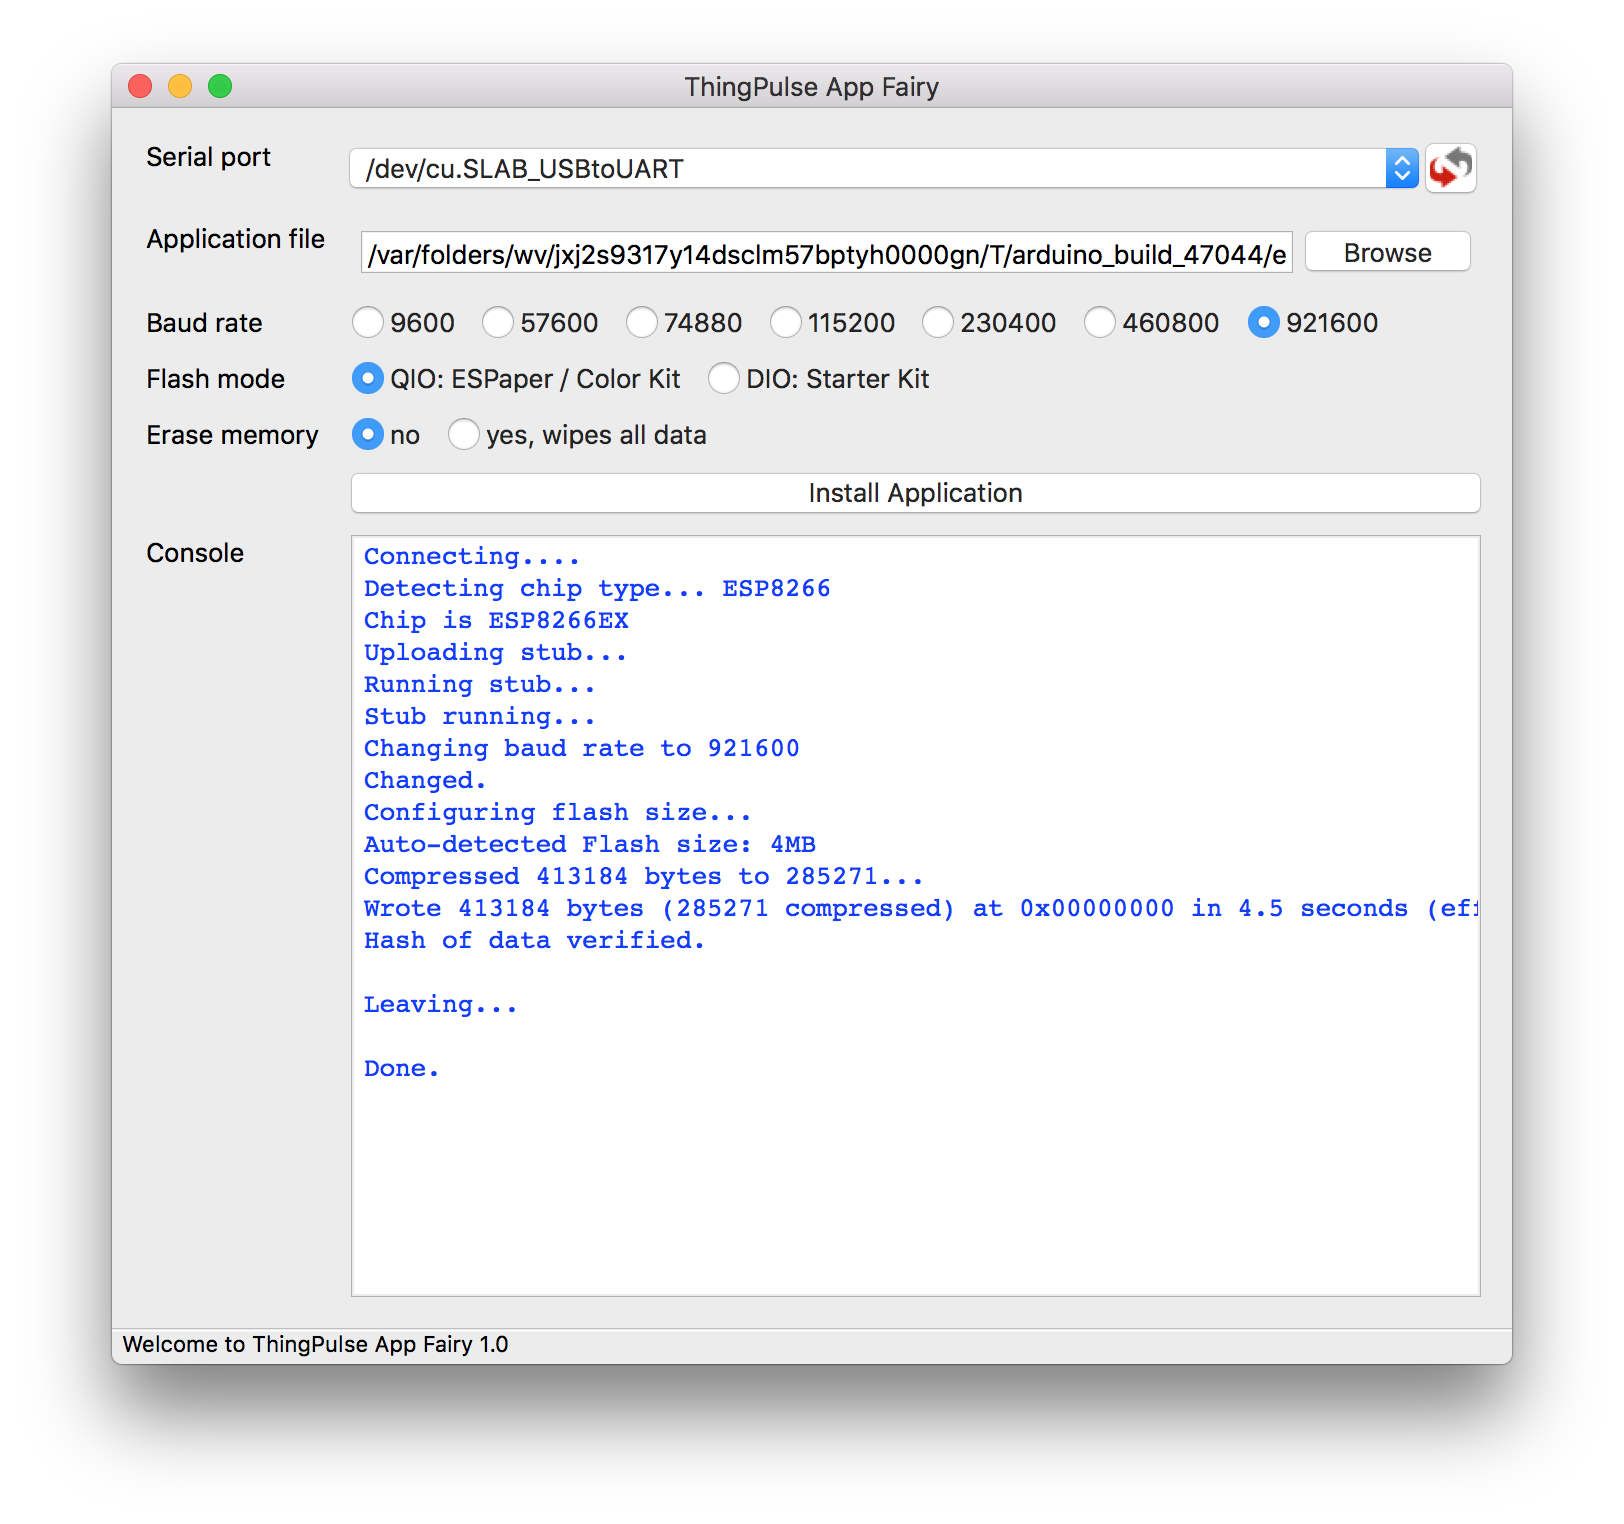 ThingPulse App Fairy
Serial port
/dev/cu.SLAB_USBtoUART
Application file
/var/folders/wv/jxj2s9317y14dsclm57bptyh0000gn/T/arduino_build_47044/e
Browse
Baud rate 9600 57600 74880 115200 230400 460800 921600
Flash mode QIO: ESPaper / Color Kit DIO: Starter Kit
Erase memory no yes, wipes all data
Install Application
Console
Connecting....
Detecting chip type... ESP8266
Chip is ESP8266EX
Uploading stub...
Running stub...
Stub running...
Changing baud rate to 921600
Changed.
Configuring flash size...
Auto-detected Flash size: 4MB
Compressed 413184 bytes to 285271...
Wrote 413184 bytes (285271 compressed) at 0x00000000 in 4.5 seconds (eff
Hash of data verified.
Leaving...
Done.
Welcome to ThingPulse App Fairy 1.0